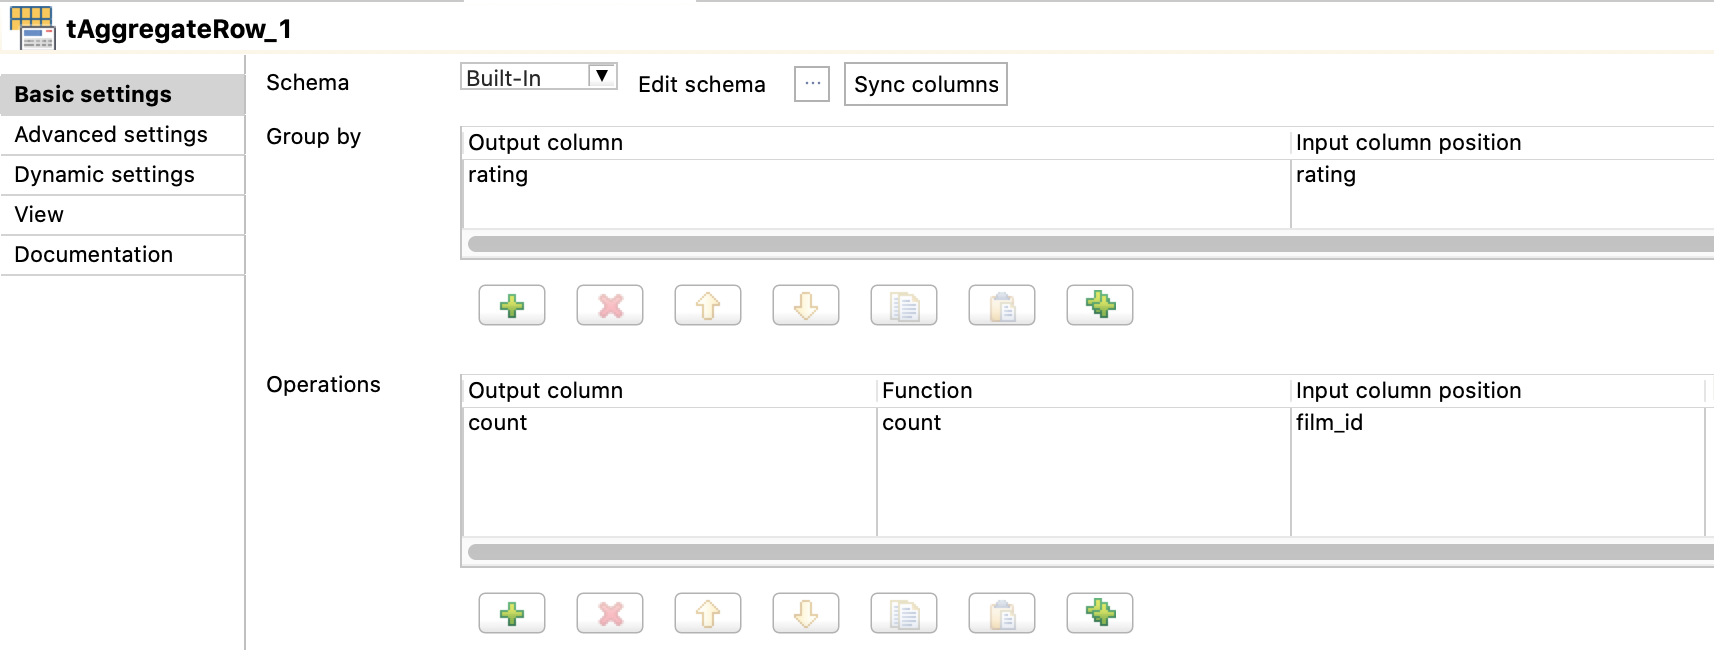 tAggregateRow_1
Basic settings
Advanced settings
Dynamic settings
View
Documentation
Schema Built-In Edit schema ... Sync columns
Group by
Output column Input column position
rating rating
Operations
Output column Function Input column position
count count film_id